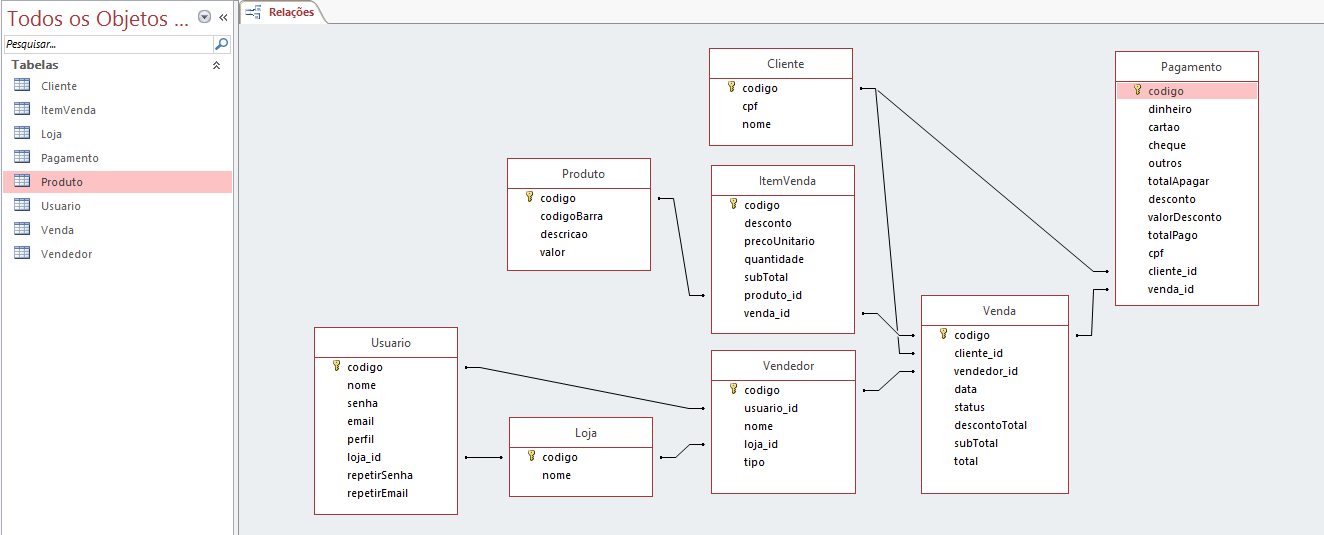 Todos os Objetos ...
Pesquisar...
Tabelas
Cliente
ItemVenda
Loja
Pagamento
Produto
Usuario
Venda
Vendedor
Relações
Cliente
codigo
cpf
nome
Pagamento
codigo
dinheiro
cartao
cheque
outros
totalApagar
desconto
valorDesconto
totalPago
cpf
cliente_id
venda_id
Produto
codigo
codigoBarra
descricao
valor
ItemVenda
codigo
desconto
precoUnitario
quantidade
subTotal
produto_id
venda_id
Venda
codigo
cliente_id
vendedor_id
data
status
descontoTotal
subTotal
total
Usuario
codigo
nome
senha
email
perfil
loja_id
repetirSenha
repetirEmail
Vendedor
codigo
usuario_id
nome
loja_id
tipo
Loja
codigo
nome